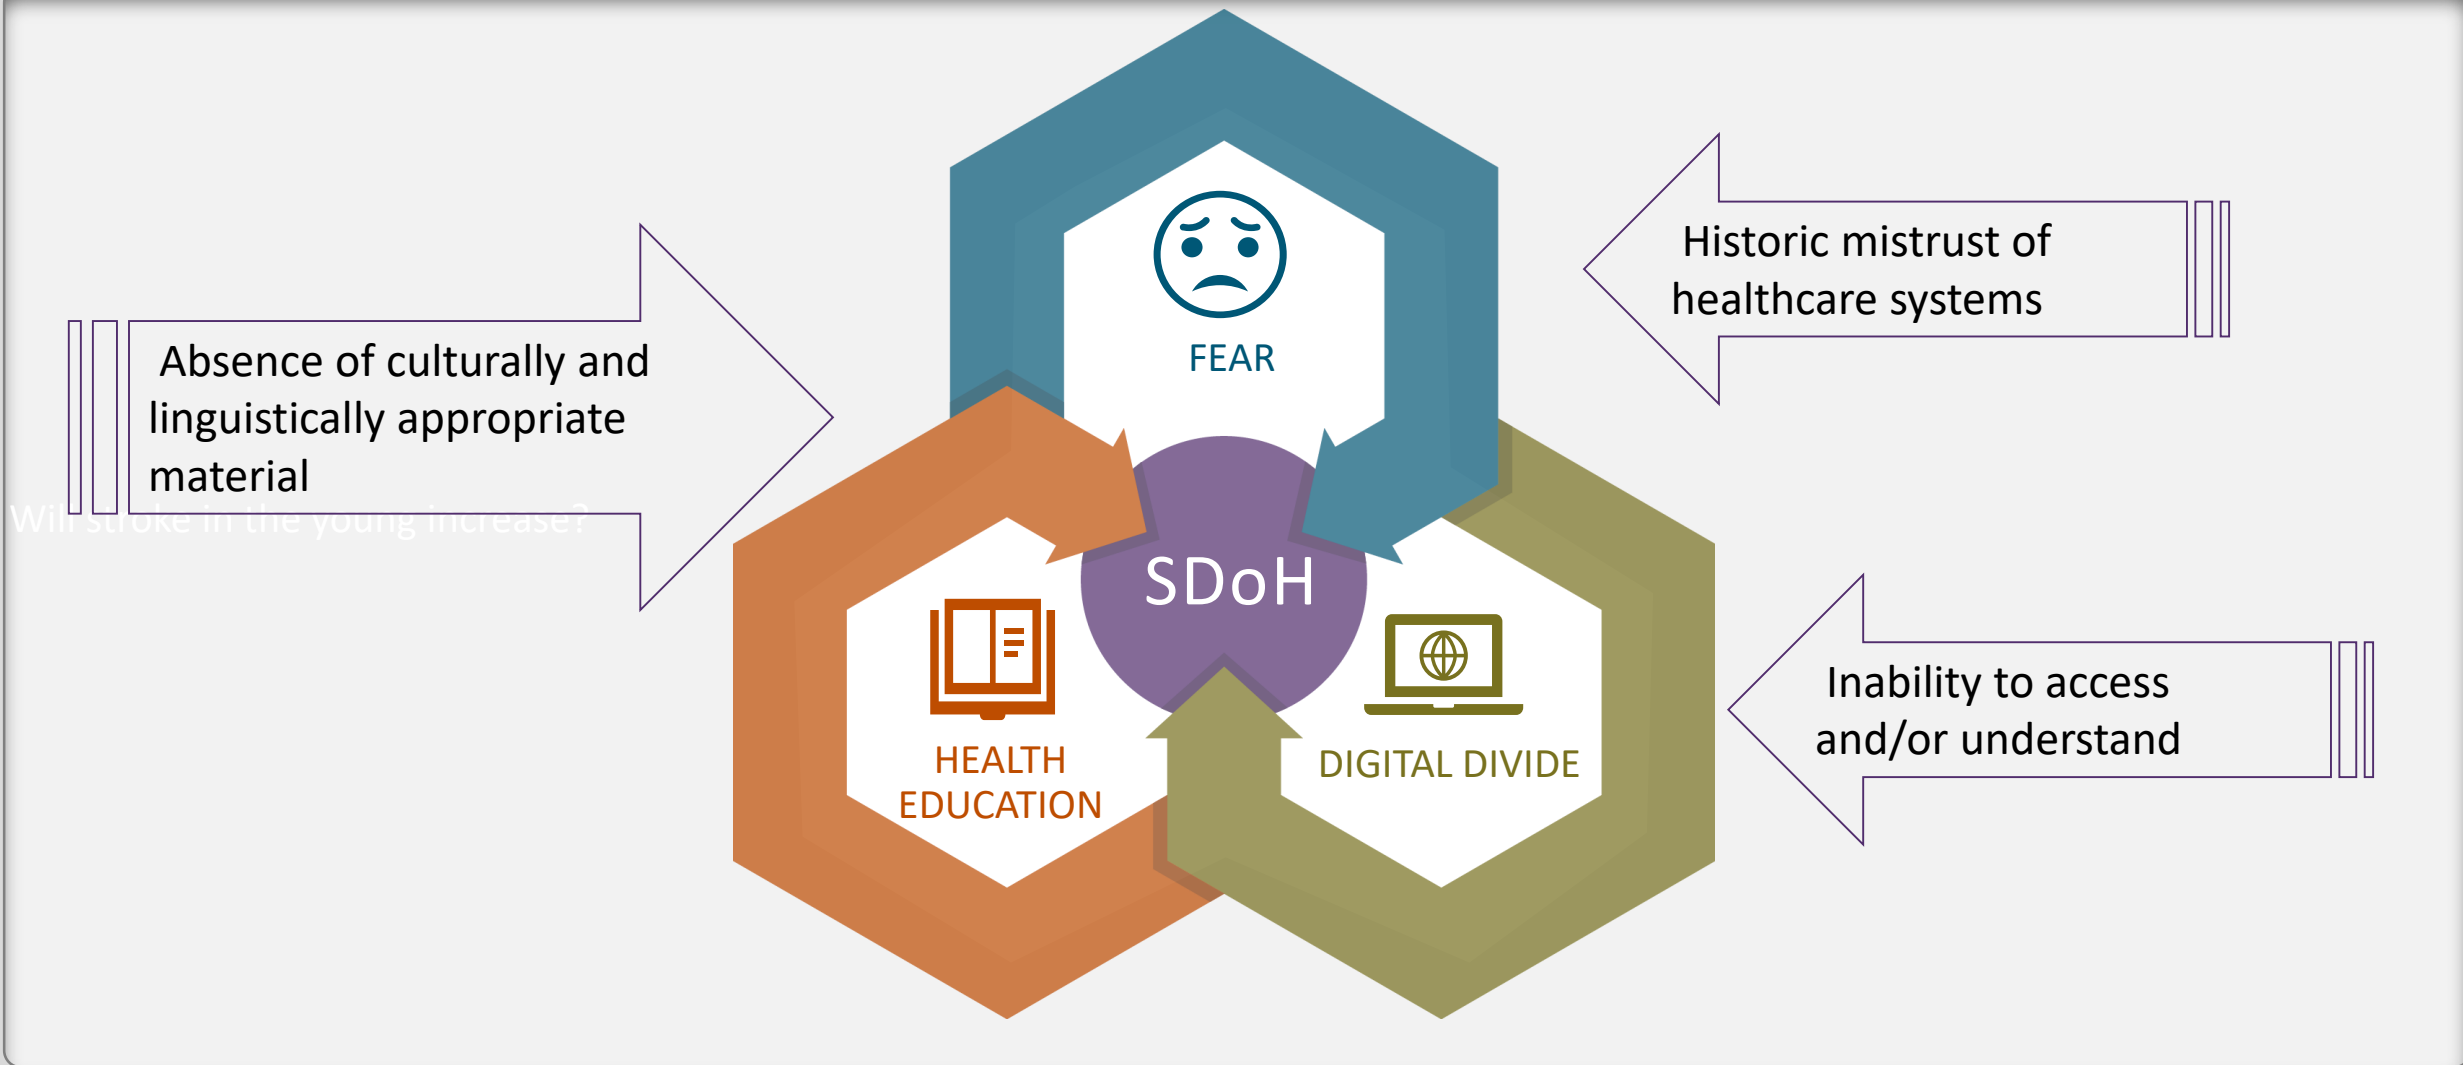 FEAR
Historic mistrust of
healthcare systems
Absence of culturally and
linguistically appropriate
material
Will stroke in the young increase?
SDoH
HEALTH
EDUCATION
DIGITAL DIVIDE
Inability to access
and/or understand